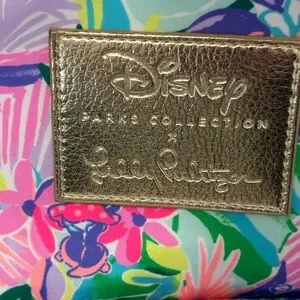 Disney
PARKS COLLECTION
x
Lilly Pulitzer